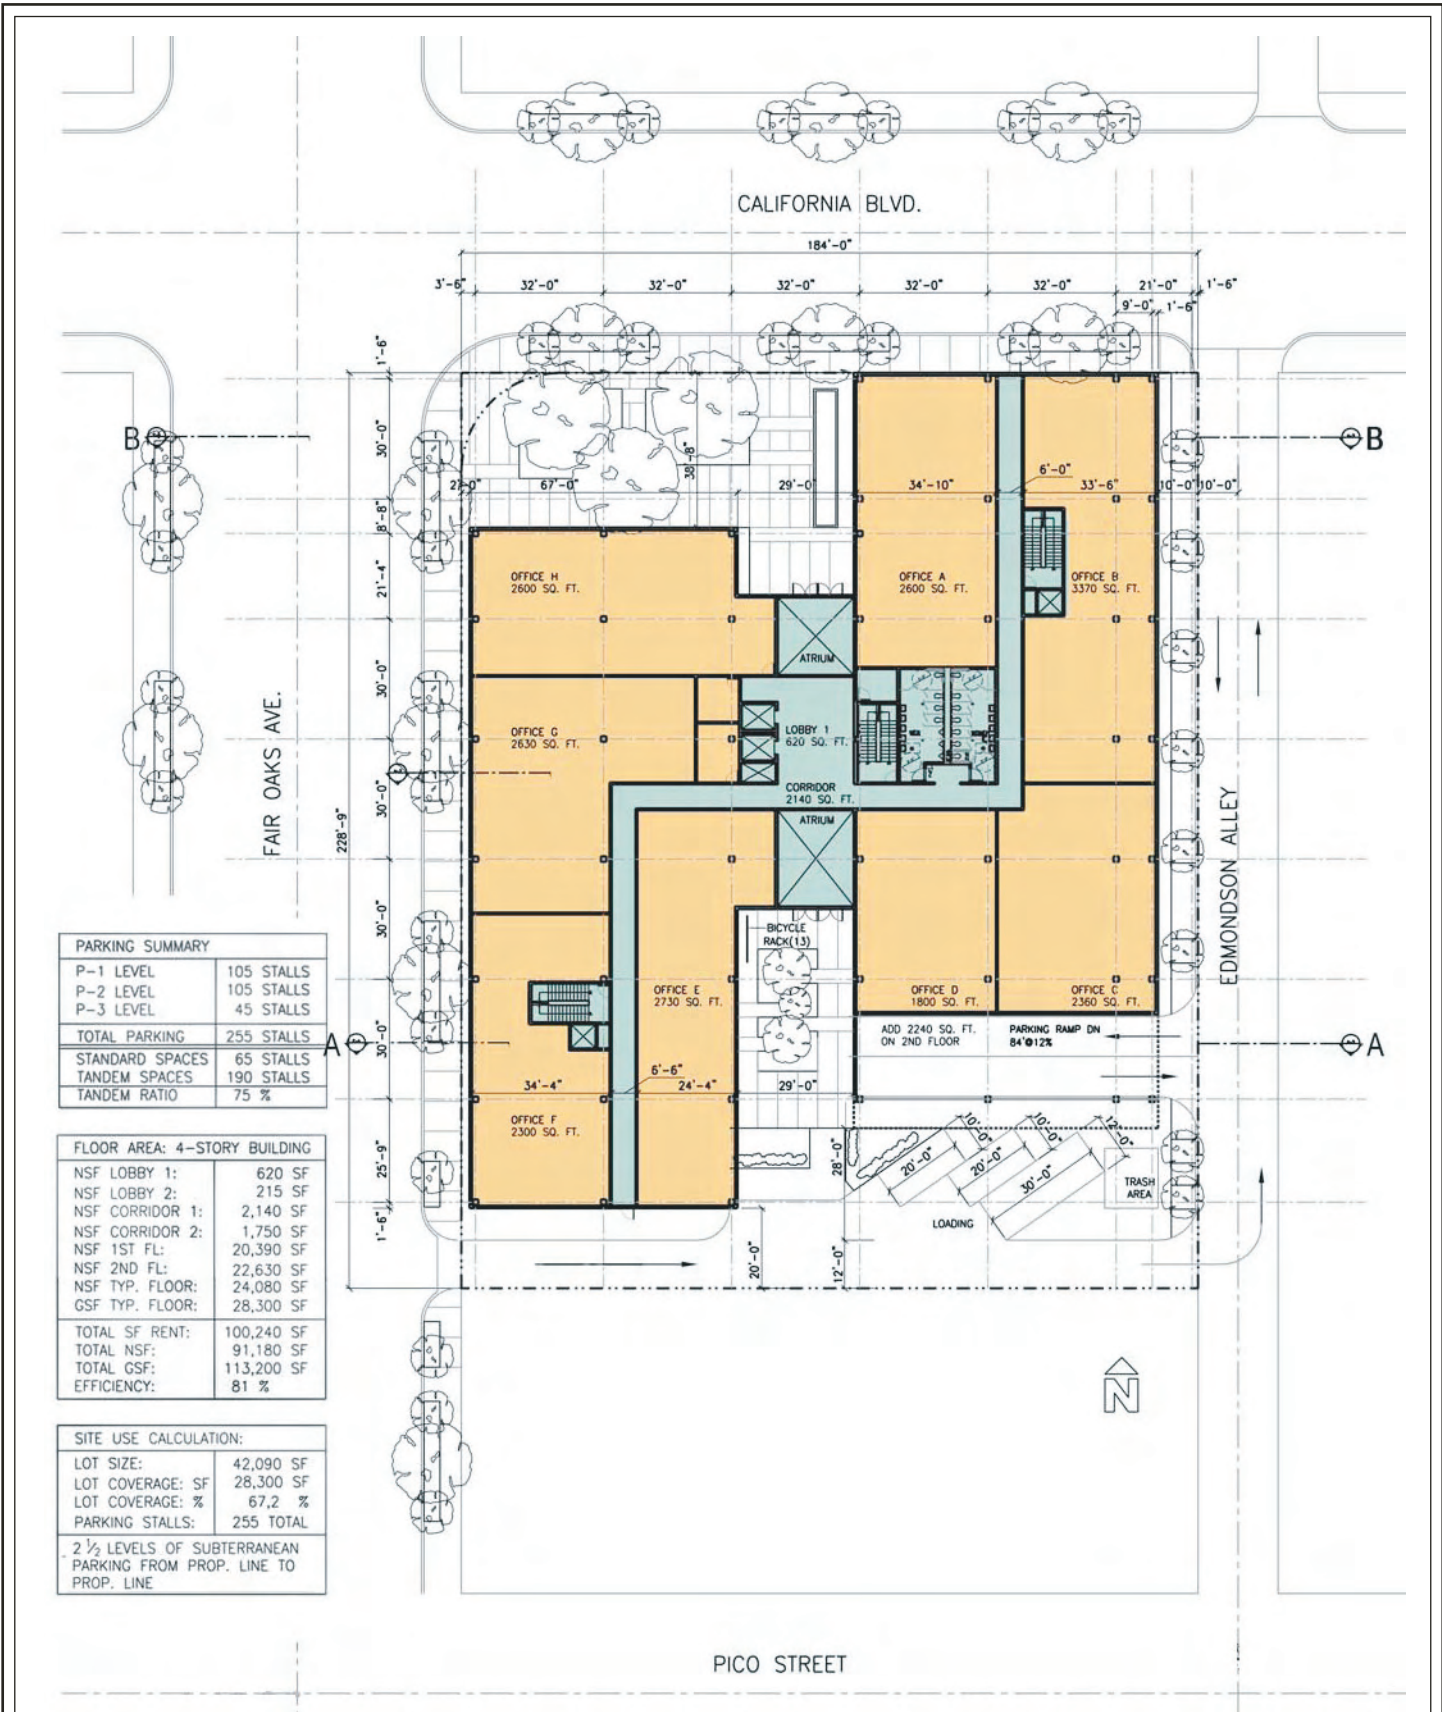 CALIFORNIA BLVD.
184'-0"
3'-6" 32'-0" 32'-0" 32'-0" 32'-0" 32'-0" 21'-0" 1'-6"
9'-0" 1'-6"
1'-6"
B
B
30'-0"
38'-8"
6'-0"
27'-0" 67'-0" 29'-0" 34'-10" 33'-6" 10'-0" 10'-0"
8'-8"
OFFICE H
2600 SQ. FT.
OFFICE A
2600 SQ. FT.
OFFICE B
3370 SQ. FT.
21'-4"
ATRIUM
30'-0"
FAIR OAKS AVE.
OFFICE G
2630 SQ. FT.
LOBBY 1
620 SQ. FT.
CORRIDOR
2140 SQ. FT.
ATRIUM
30'-0"
228'-9"
EDMONDSON ALLEY
30'-0"
BICYCLE
RACK(13)
OFFICE E
2730 SQ. FT.
OFFICE D
1800 SQ. FT.
OFFICE C
2360 SQ. FT.
ADD 2240 SQ. FT.
ON 2ND FLOOR
PARKING RAMP DN
84'@12%
A
A
30'-0"
6'-6"
34'-4" 24'-4" 29'-0"
OFFICE F
2300 SQ. FT.
25'-9"
28'-0"
10'-0" 10'-0" 12'-0"
20'-0" 20'-0" 30'-0"
TRASH
AREA
LOADING
1'-6"
20'-0"
12'-0"
N
PICO STREET
PARKING SUMMARY
P-1 LEVEL 105 STALLS
P-2 LEVEL 105 STALLS
P-3 LEVEL 45 STALLS
TOTAL PARKING 255 STALLS
STANDARD SPACES 65 STALLS
TANDEM SPACES 190 STALLS
TANDEM RATIO 75 %
FLOOR AREA: 4-STORY BUILDING
NSF LOBBY 1: 620 SF
NSF LOBBY 2: 215 SF
NSF CORRIDOR 1: 2,140 SF
NSF CORRIDOR 2: 1,750 SF
NSF 1ST FL: 20,390 SF
NSF 2ND FL: 22,630 SF
NSF TYP. FLOOR: 24,080 SF
GSF TYP. FLOOR: 28,300 SF
TOTAL SF RENT: 100,240 SF
TOTAL NSF: 91,180 SF
TOTAL GSF: 113,200 SF
EFFICIENCY: 81 %
SITE USE CALCULATION:
LOT SIZE: 42,090 SF
LOT COVERAGE: SF 28,300 SF
LOT COVERAGE: % 67,2 %
PARKING STALLS: 255 TOTAL
2 ½ LEVELS OF SUBTERRANEAN
PARKING FROM PROP. LINE TO
PROP. LINE